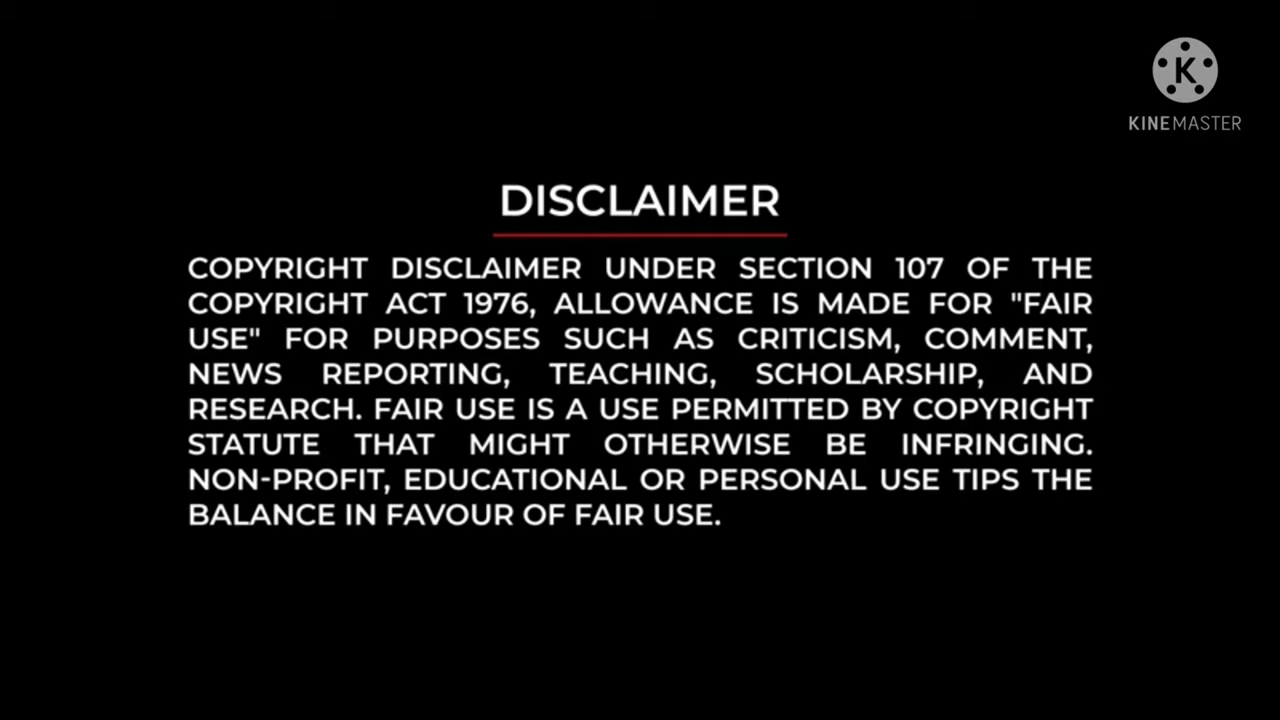 K
KINEMASTER
DISCLAIMER
COPYRIGHT DISCLAIMER UNDER SECTION 107 OF THE
COPYRIGHT ACT 1976, ALLOWANCE IS MADE FOR "FAIR
USE" FOR PURPOSES SUCH AS CRITICISM, COMMENT,
NEWS REPORTING, TEACHING, SCHOLARSHIP, AND
RESEARCH. FAIR USE IS A USE PERMITTED BY COPYRIGHT
STATUTE THAT MIGHT OTHERWISE BE INFRINGING.
NON-PROFIT, EDUCATIONAL OR PERSONAL USE TIPS THE
BALANCE IN FAVOUR OF FAIR USE.